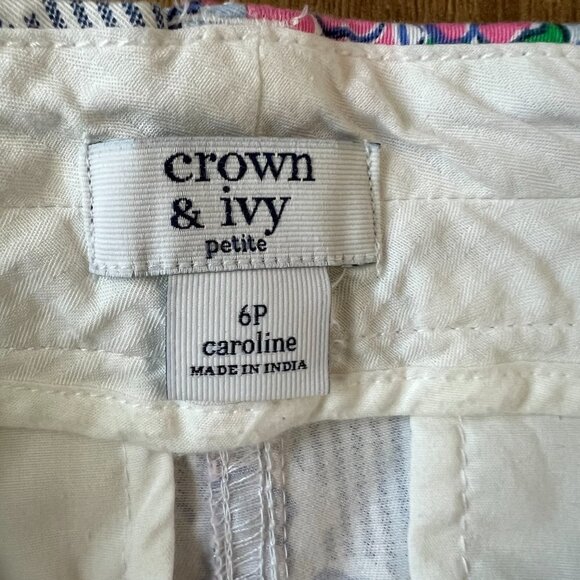 crown
& ivy
petite
6P
caroline
MADE IN INDIA